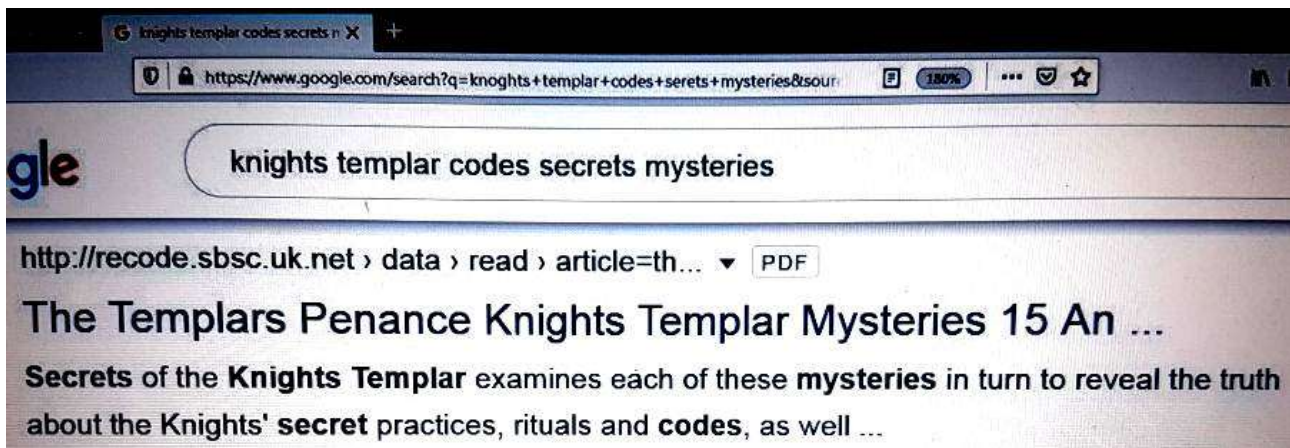 knights templar codes secrets n
https://www.google.com/search?q=knoghts+templar+codes+serets+mysteries&sour
180%
gle
knights templar codes secrets mysteries
http://recode.sbsc.uk.net › data › read › article=th... PDF
The Templars Penance Knights Templar Mysteries 15 An ...
Secrets of the Knights Templar examines each of these mysteries in turn to reveal the truth
about the Knights' secret practices, rituals and codes, as well ...